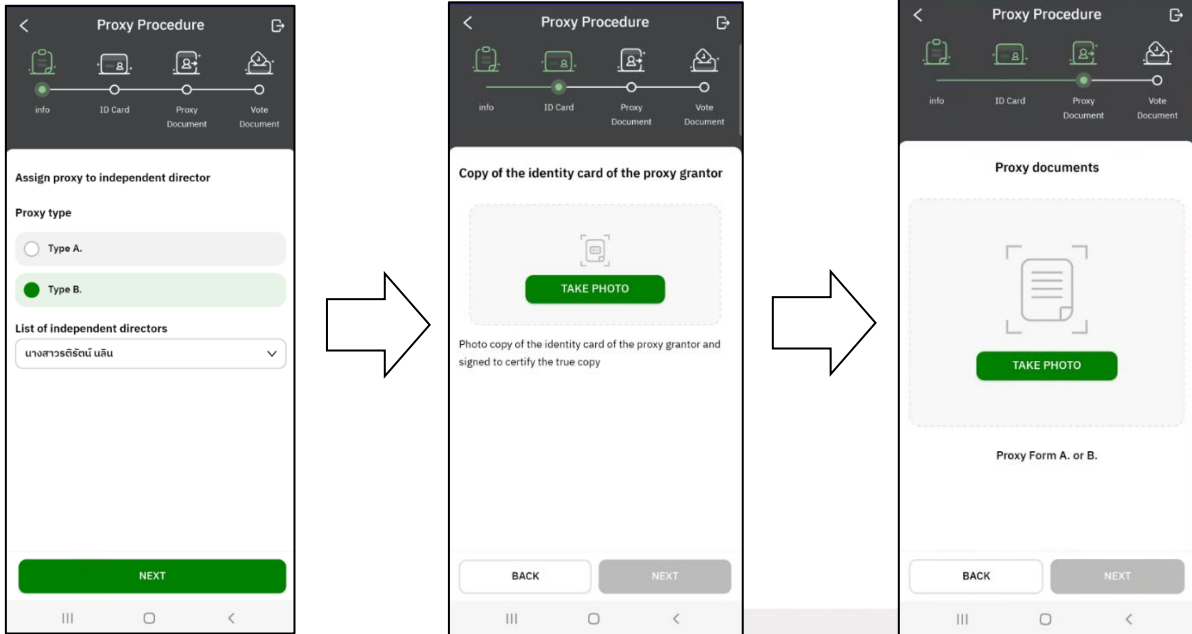 Proxy Procedure
info
ID Card
Proxy
Document
Vote
Document
Assign proxy to independent director
Proxy type
Type A.
Type B.
List of independent directors
นางสาวรติรัตน์ นลิน
NEXT
Proxy Procedure
info
ID Card
Proxy
Document
Vote
Document
Copy of the identity card of the proxy grantor
TAKE PHOTO
Photo copy of the identity card of the proxy grantor and
signed to certify the true copy
BACK
NEXT
Proxy Procedure
info
ID Card
Proxy
Document
Vote
Document
Proxy documents
TAKE PHOTO
Proxy Form A. or B.
BACK
NEXT